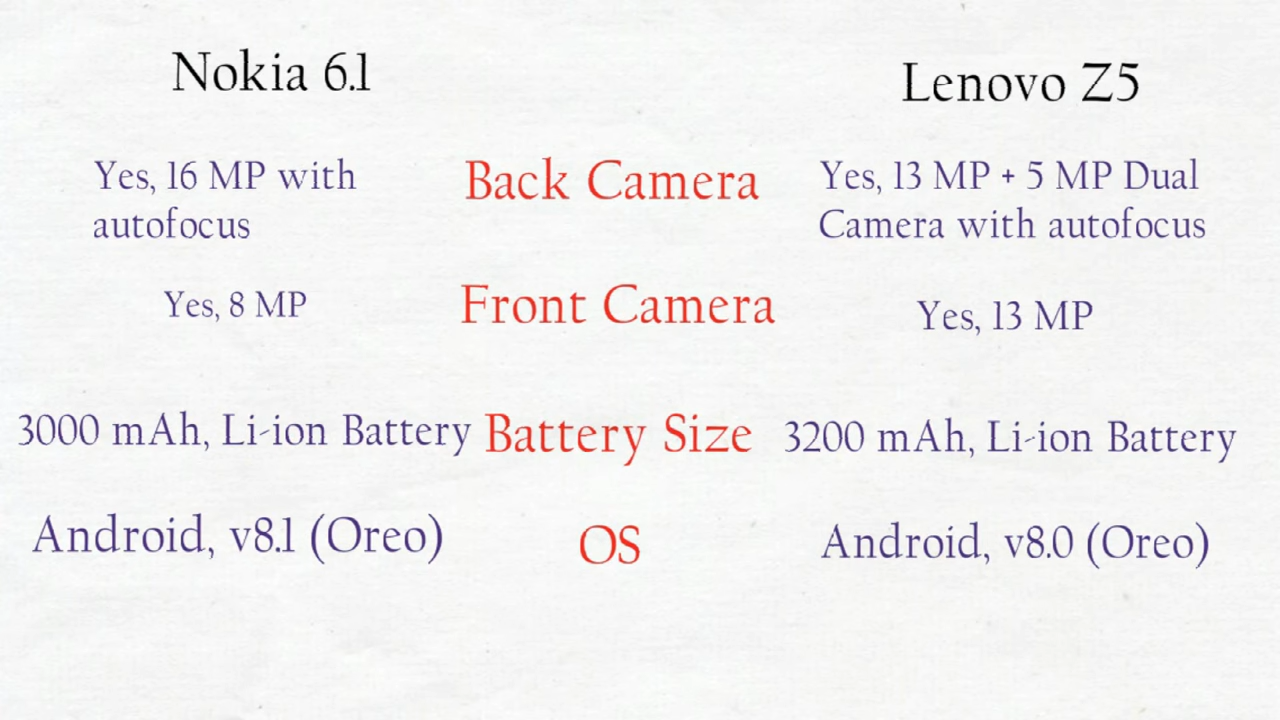 Nokia 6.1
Lenovo Z5
Yes, 16 MP with
autofocus
Back Camera
Yes, 13 MP + 5 MP Dual
Camera with autofocus
Yes, 8 MP
Front Camera
Yes, 13 MP
3000 mAh, Li-ion Battery
Battery Size
3200 mAh, Li-ion Battery
Android, v8.1 (Oreo)
OS
Android, v8.0 (Oreo)